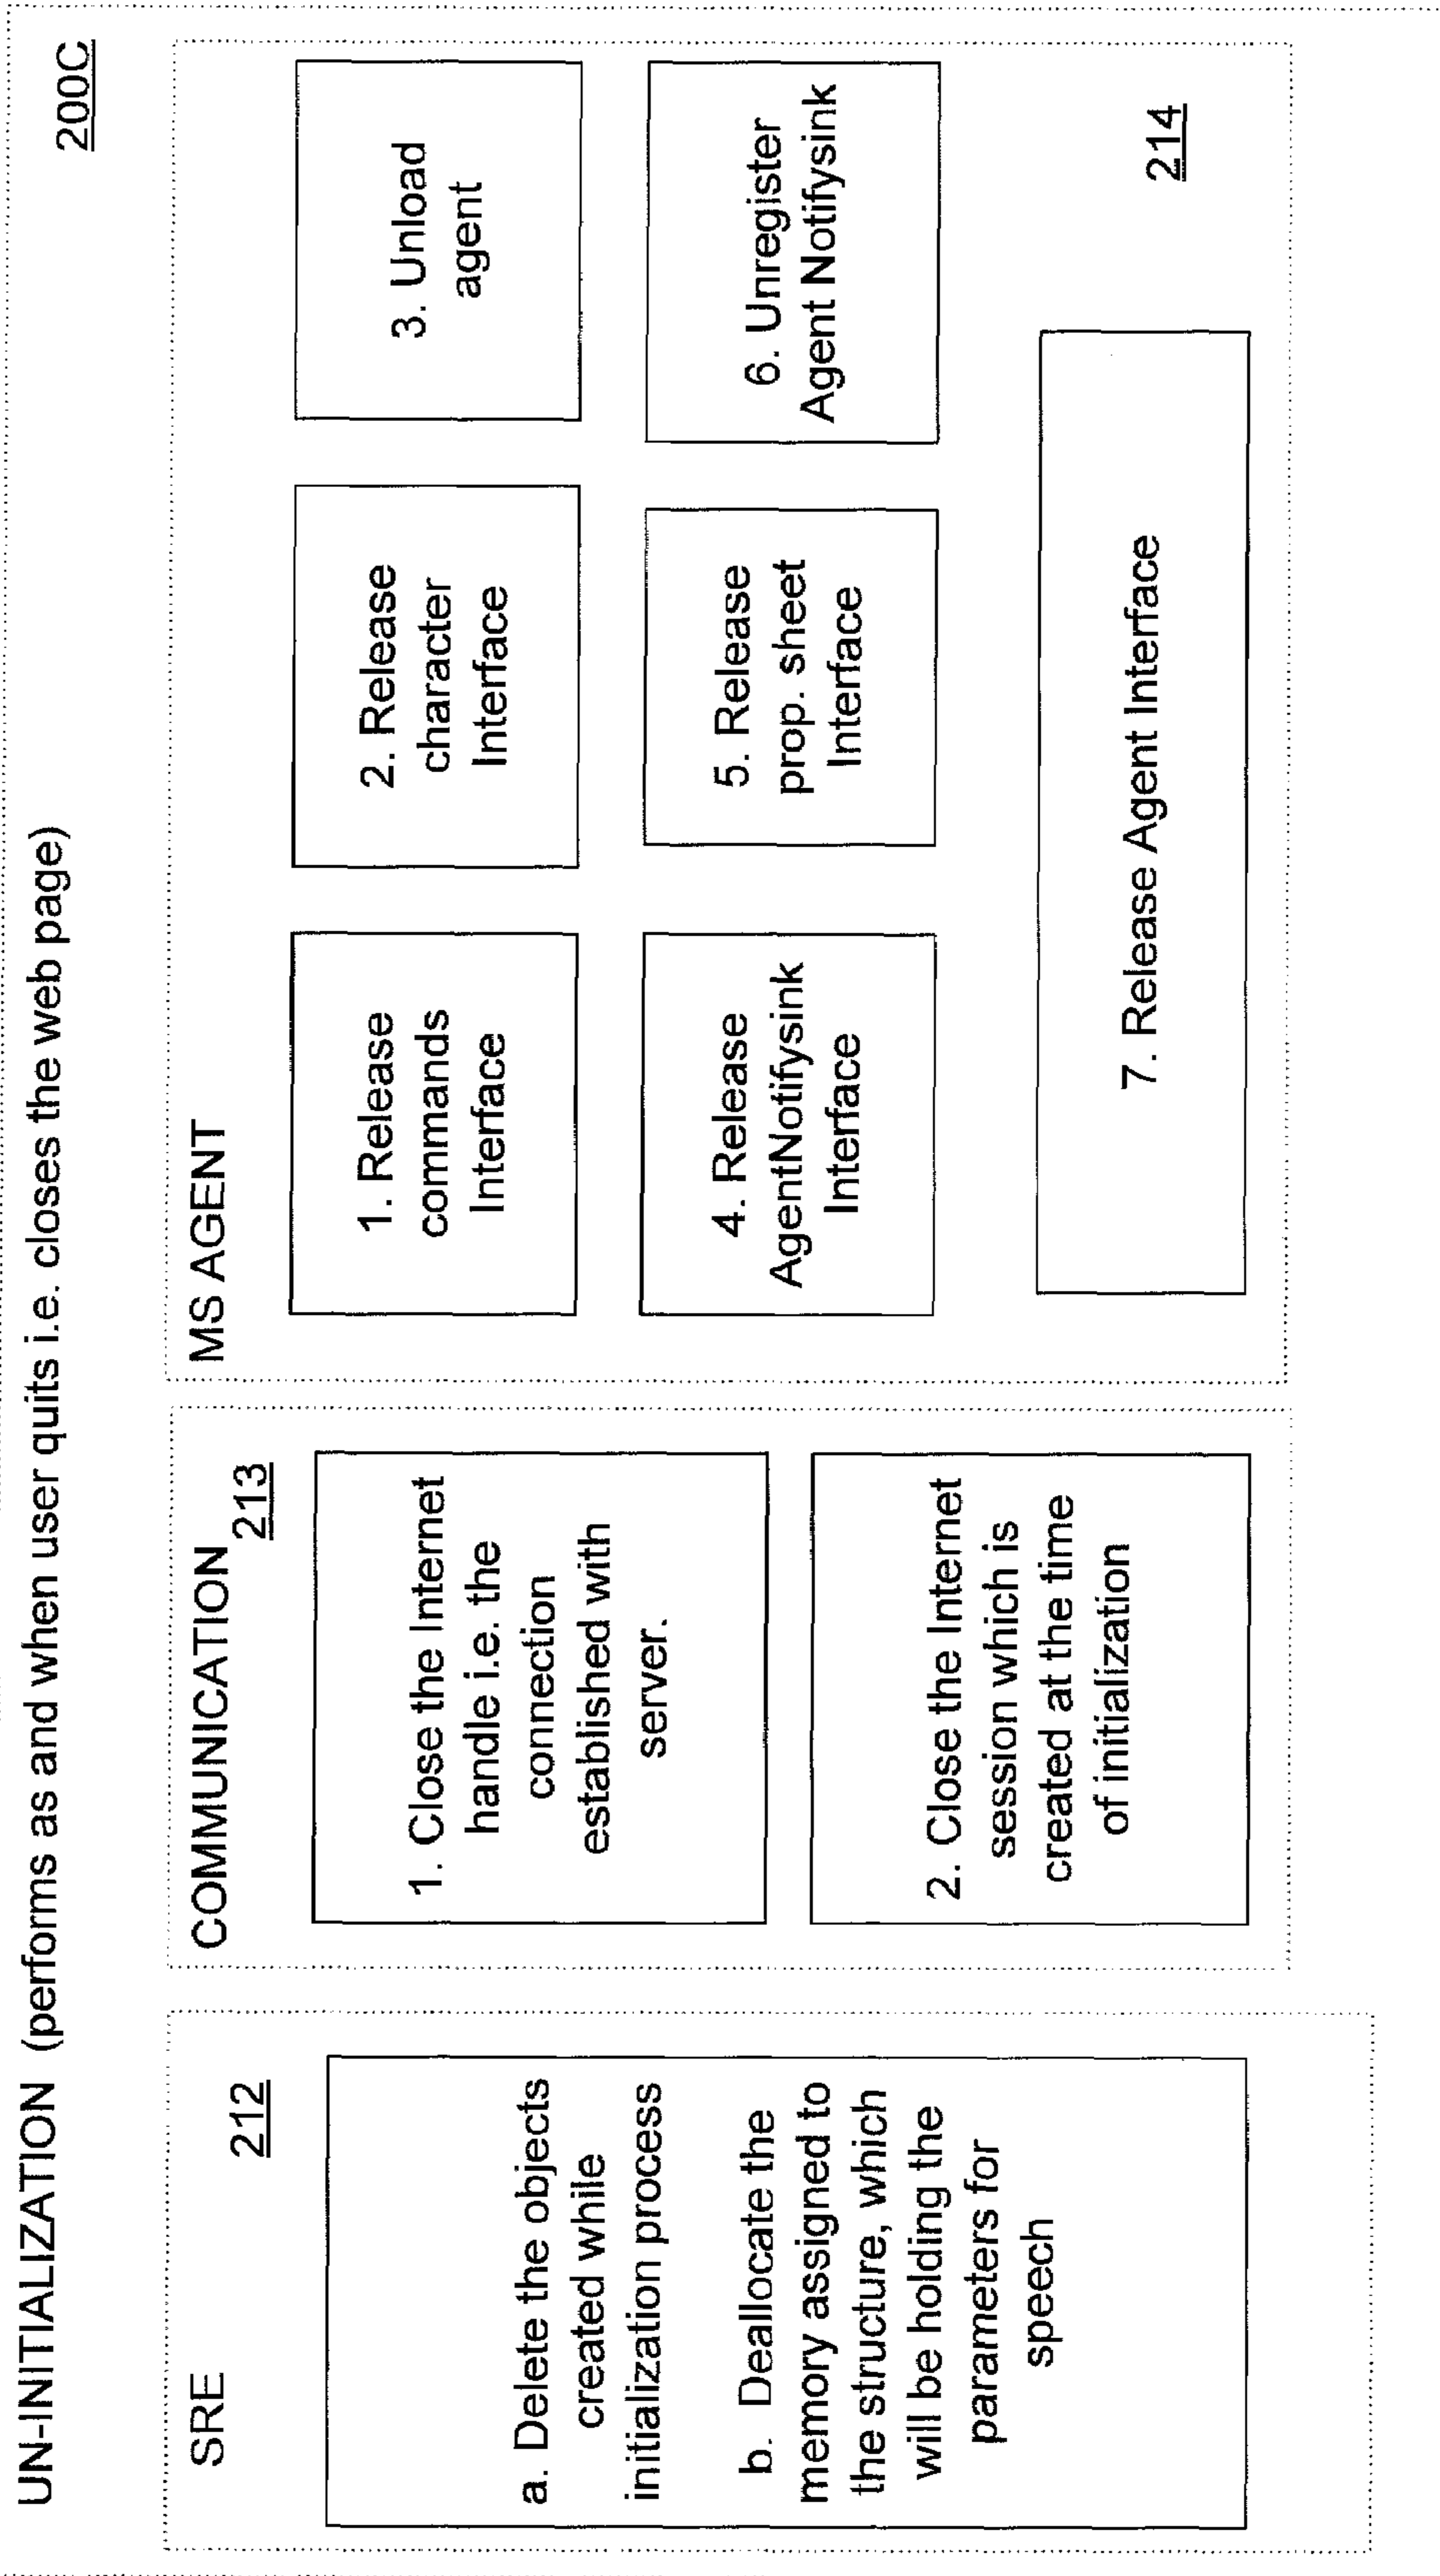 UN-INITIALIZATION (performs as and when user quits i.e. closes the web page)
200C
SRE
212
a. Delete the objects
created while
initialization process
b. Deallocate the
memory assigned to
the structure, which
will be holding the
parameters for
speech
COMMUNICATION
213
1. Close the Internet
handle i.e. the
connection
established with
server.
2. Close the Internet
session which is
created at the time
of initialization
MS AGENT
1. Release
commands
Interface
2. Release
character
Interface
3. Unload
agent
4. Release
AgentNotifysink
Interface
5. Release
prop. sheet
Interface
6. Unregister
Agent Notifysink
7. Release Agent Interface
214